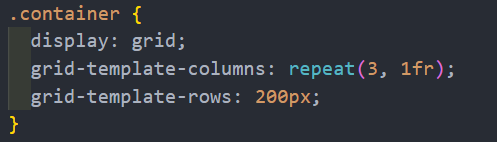 .container {
  display: grid;
  grid-template-columns: repeat(3, 1fr);
  grid-template-rows: 200px;
}